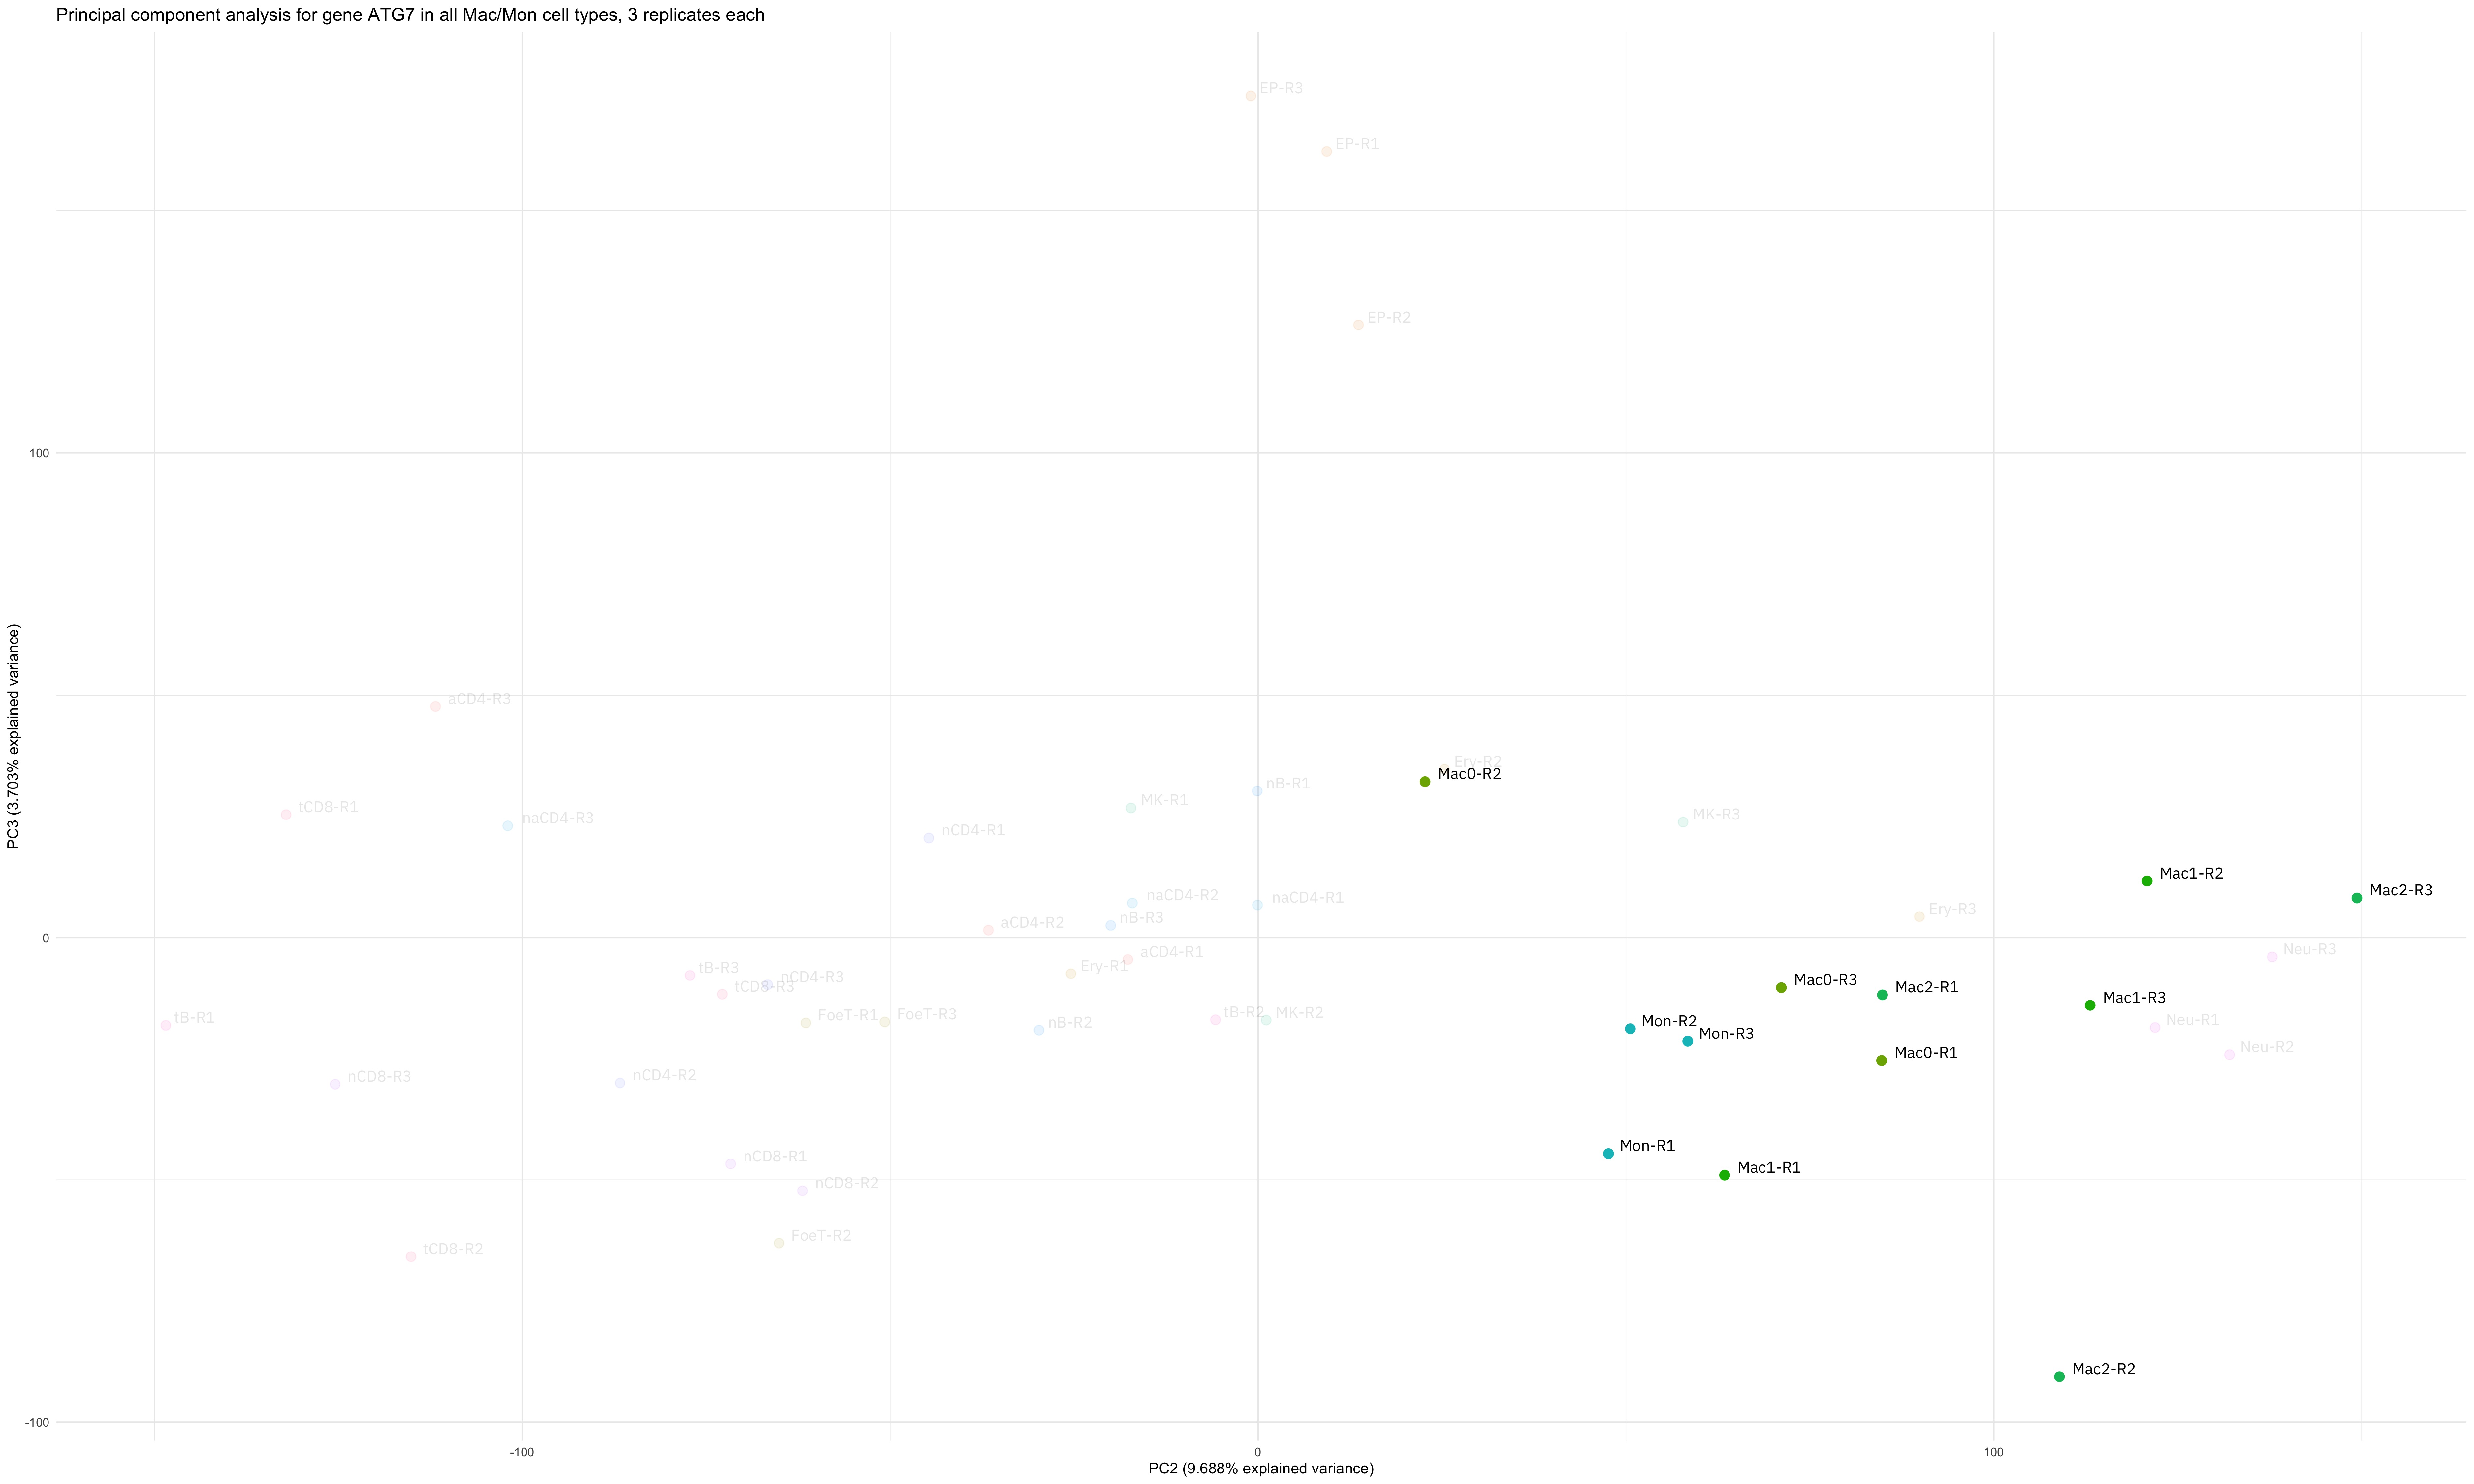 Principal component analysis for gene ATG7 in all Mac/Mon cell types, 3 replicates each
EP-R3
EP-R1
EP-R2
100
aCD4-R3
Ery-R2
Mac0-R2
nB-R1
MK-R1
tCD8-R1
MK-R3
naCD4-R3
nCD4-R1
Mac1-R2
Mac2-R3
naCD4-R2
naCD4-R1
Ery-R3
nB-R3
aCD4-R2
0
Neu-R3
aCD4-R1
Ery-R1
tB-R3
nCD4-R3
tCD8-R3
Mac0-R3
Mac2-R1
Mac1-R3
tB-R1
FoeT-R1
FoeT-R3
nB-R2
tB-R2
MK-R2
Mon-R2
Mon-R3
Neu-R1
Neu-R2
Mac0-R1
nCD8-R3
nCD4-R2
Mon-R1
nCD8-R1
Mac1-R1
nCD8-R2
FoeT-R2
tCD8-R2
Mac2-R2
-100
-100
0
100
PC2 (9.688% explained variance)
PC3 (3.703% explained variance)